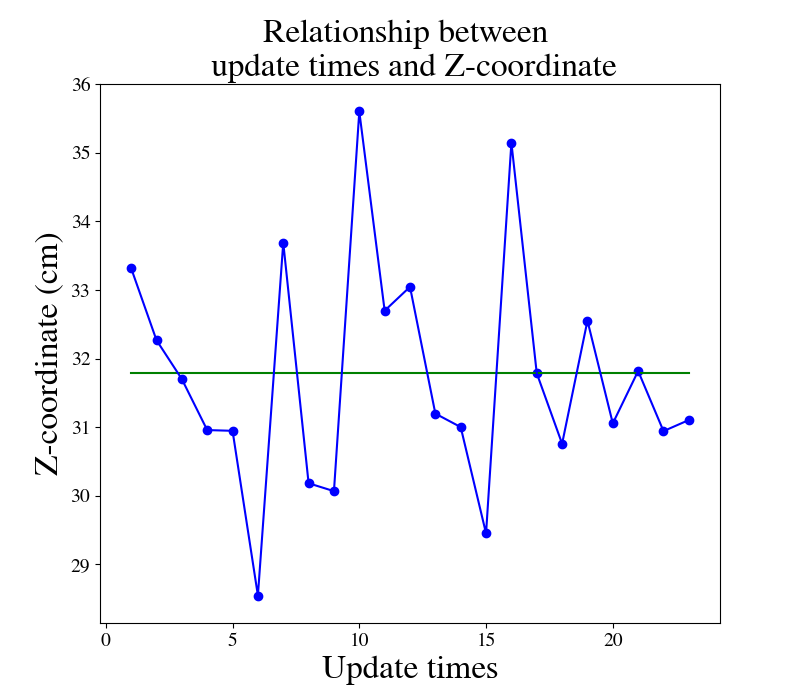 Relationship between
update times and Z-coordinate
36
35
34
33
32
31
30
29
Z-coordinate (cm)
0 5 10 15 20
Update times